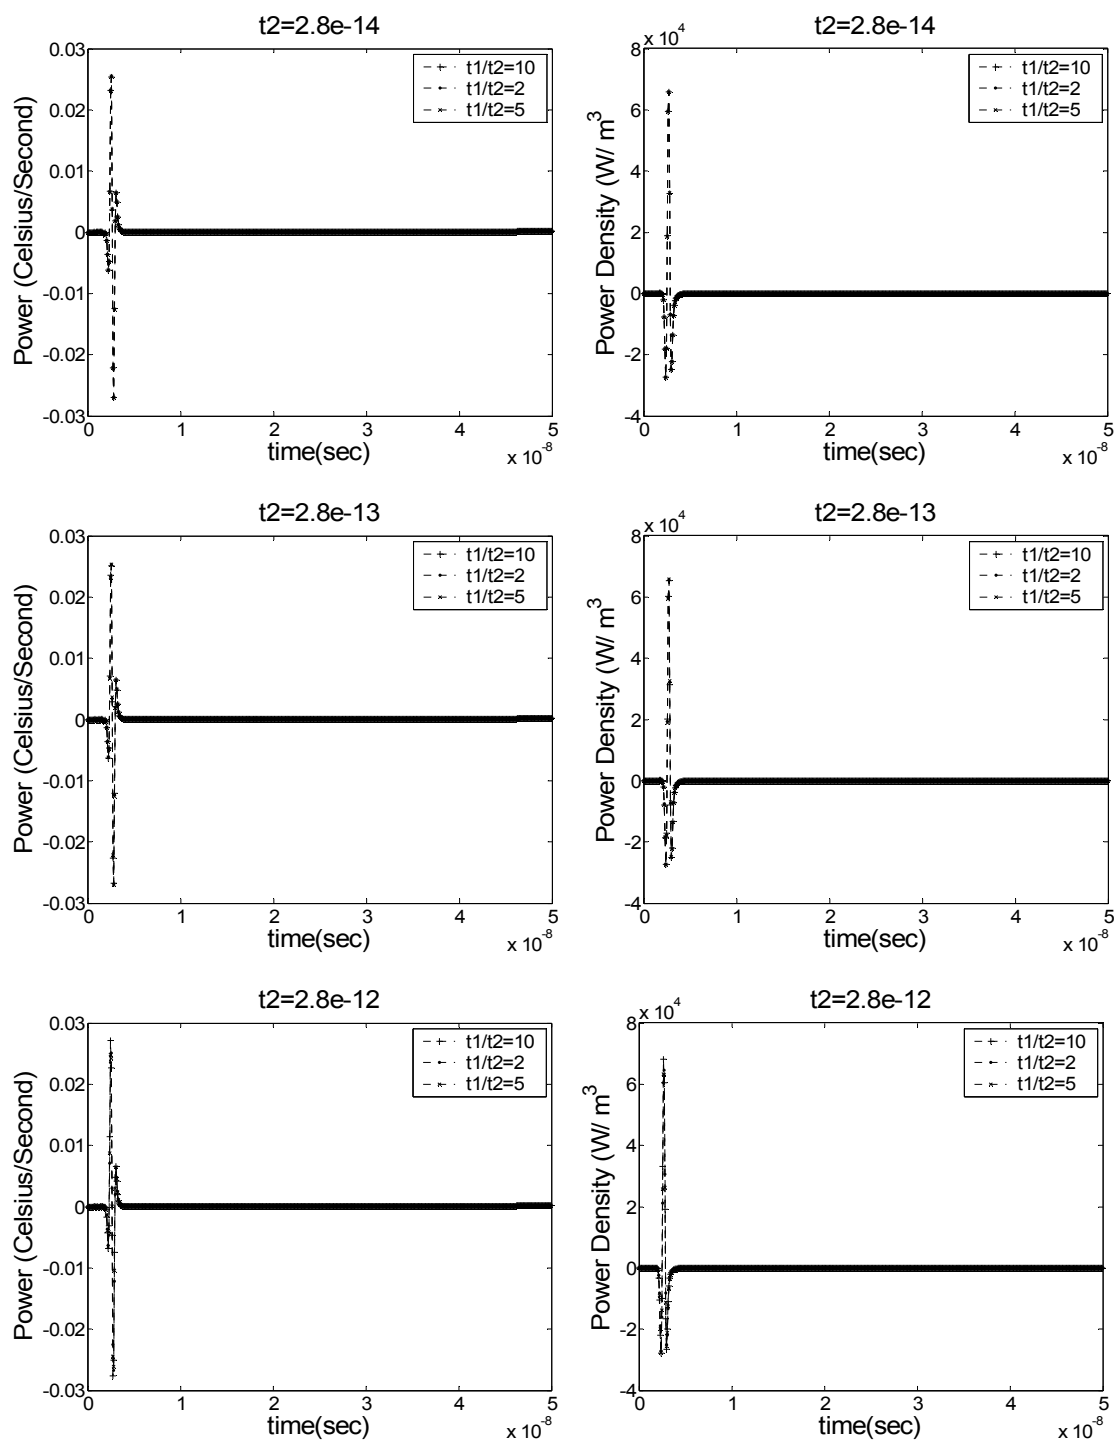 t2=2.8e-14
0.03
0.02
0.01
0
-0.01
-0.02
-0.03
Power (Celsius/Second)
t1/t2=10
t1/t2=2
t1/t2=5
0 1 2 3 4 5
time(sec)
x 10^-8
t2=2.8e-14
x 10^4
8
6
4
2
0
-2
-4
Power Density (W/ m^3
t1/t2=10
t1/t2=2
t1/t2=5
0 1 2 3 4 5
time(sec)
x 10^-8
t2=2.8e-13
0.03
0.02
0.01
0
-0.01
-0.02
-0.03
Power (Celsius/Second)
t1/t2=10
t1/t2=2
t1/t2=5
0 1 2 3 4 5
time(sec)
x 10^-8
t2=2.8e-13
x 10^4
8
6
4
2
0
-2
-4
Power Density (W/ m^3
t1/t2=10
t1/t2=2
t1/t2=5
0 1 2 3 4 5
time(sec)
x 10^-8
t2=2.8e-12
0.03
0.02
0.01
0
-0.01
-0.02
-0.03
Power (Celsius/Second)
t1/t2=10
t1/t2=2
t1/t2=5
0 1 2 3 4 5
time(sec)
x 10^-8
t2=2.8e-12
x 10^4
8
6
4
2
0
-2
-4
Power Density (W/ m^3
t1/t2=10
t1/t2=2
t1/t2=5
0 1 2 3 4 5
time(sec)
x 10^-8